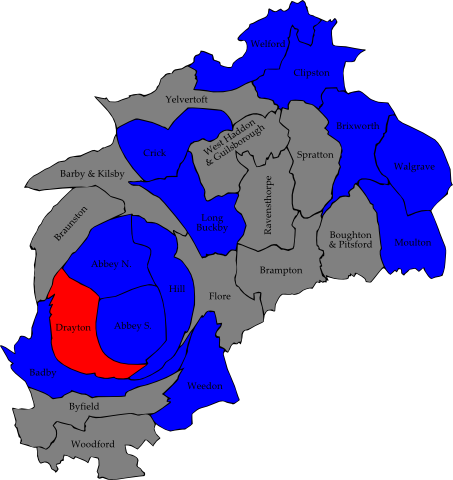 Welford
Clipston
Yelvertoft
Brixworth
West Haddon
& Guilsborough
Crick
Spratton
Walgrave
Barby & Kilsby
Ravensthorpe
Braunston
Long
Buckby
Boughton
& Pitsford
Moulton
Abbey N.
Brampton
Hill
Flore
Drayton
Abbey S.
Badby
Weedon
Byfield
Woodford